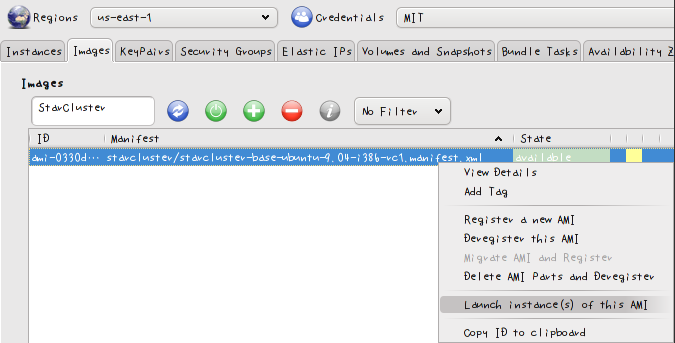 Regions us-east-1 Credentials MIT
Instances Images KeyPairs Security Groups Elastic IPs Volumes and Snapshots Bundle Tasks Availability Z
Images
StarCluster No Filter
ID Manifest State
ami-0330d... starcluster/starcluster-base-ubuntu-9.04-i386-rc1.manifest.xml available
View Details
Add Tag
Register a new AMI
Deregister this AMI
Migrate AMI and Register
Delete AMI Parts and Deregister
Launch instance(s) of this AMI
Copy ID to clipboard